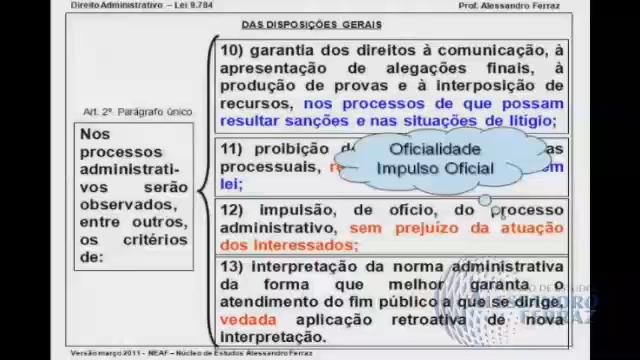 Direito Administrativo – Lei 9.784
Prof. Alessandro Ferraz
DAS DISPOSIÇÕES GERAIS
Art. 2º. Parágrafo único
Nos
processos
administrati-
vos serão
observados,
entre outros,
os critérios
de:
10) garantia dos direitos à comunicação, à
apresentação de alegações finais, à
produção de provas e à interposição de
recursos, nos processos de que possam
resultar sanções e nas situações de litígio;
11) proibição
processuais,
lei;
Oficialidade
Impulso Oficial
12) impulsão, de ofício, do processo
administrativo, sem prejuízo da atuação
dos interessados;
13) interpretação da norma administrativa
da forma que melhor garanta o
atendimento do fim público a que se dirige,
vedada aplicação retroativa de nova
interpretação.
ALESSANDRO
FERRAZ
Versão março 2011 - NEAF – Núcleo de Estudos Alessandro Ferraz